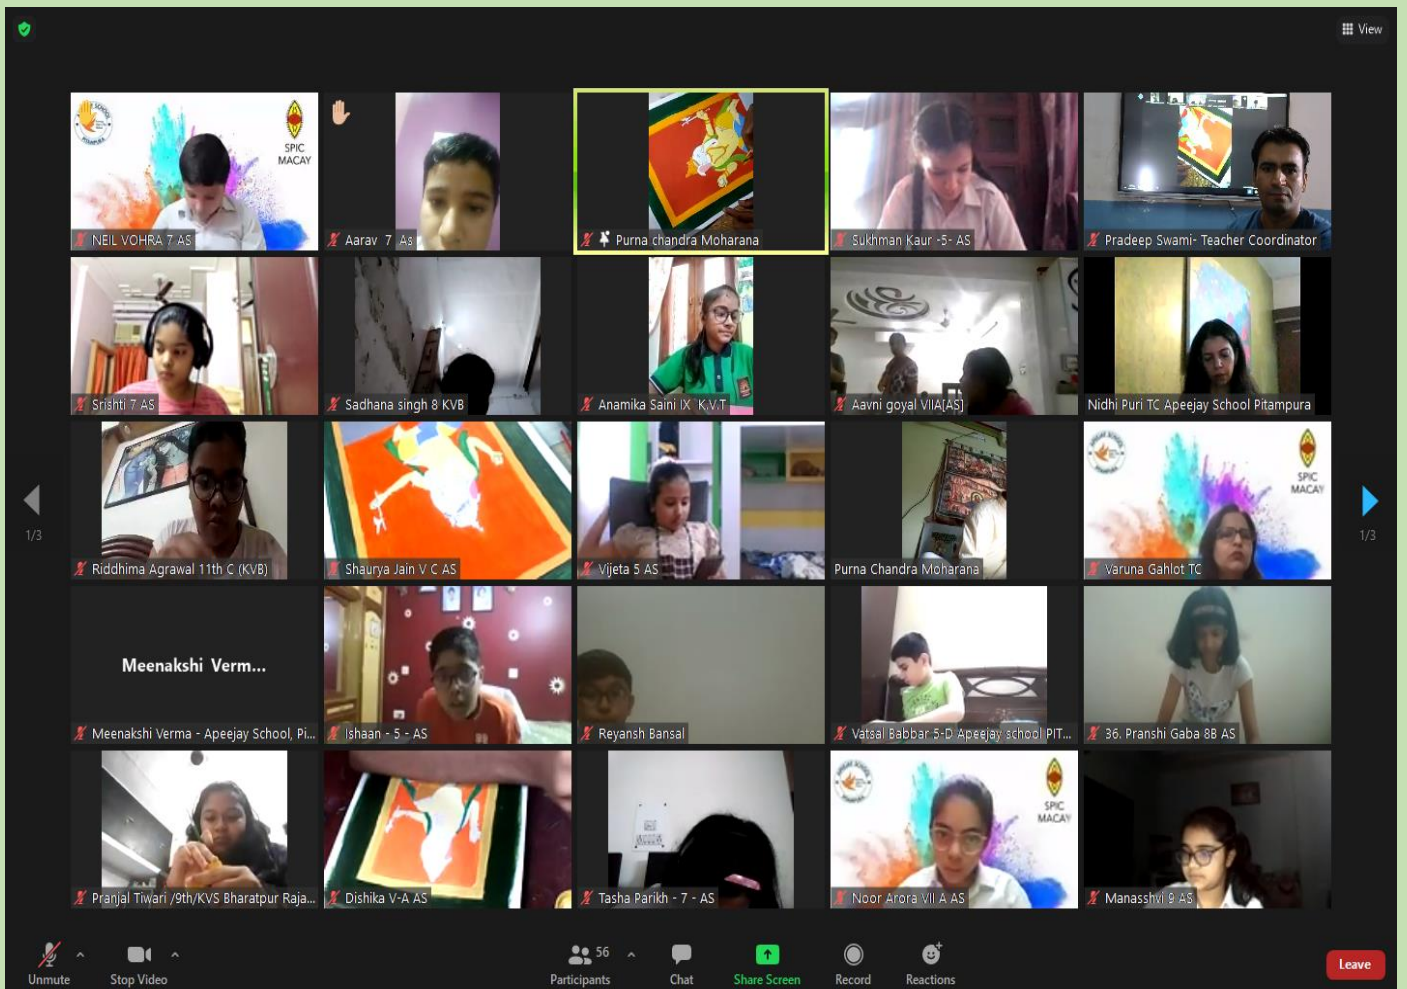 View
SPIC
MACAY
NEIL VOHRA 7 AS
Aarav 7 As
Purna chandra Moharana
Sukhman Kaur -5- AS
Pradeep Swami- Teacher Coordinator
Srishti 7 AS
Sadhana singh 8 KVB
Anamika Saini IX K.V.T
Aavni goyal VIIA[AS]
Nidhi Puri TC Apeejay School Pitampura
Riddhima Agrawal 11th C (KVB)
Shaurya Jain V C AS
Vijeta 5 AS
Purna Chandra Moharana
SPIC
MACAY
Varuna Gahlot TC
1/3
1/3
Meenakshi Verm...
Meenakshi Verma - Apeejay School, Pi...
Ishaan - 5 - AS
Reyansh Bansal
Vatsal Babbar 5-D Apeejay school PIT...
36. Pranshi Gaba 8B AS
Pranjal Tiwari /9th/KVS Bharatpur Raja...
Dishika V-A AS
Tasha Parikh - 7 - AS
SPIC
MACAY
Noor Arora VII A AS
Manasshvi 9 AS
Unmute
Stop Video
56
Participants
Chat
Share Screen
Record
Reactions
Leave